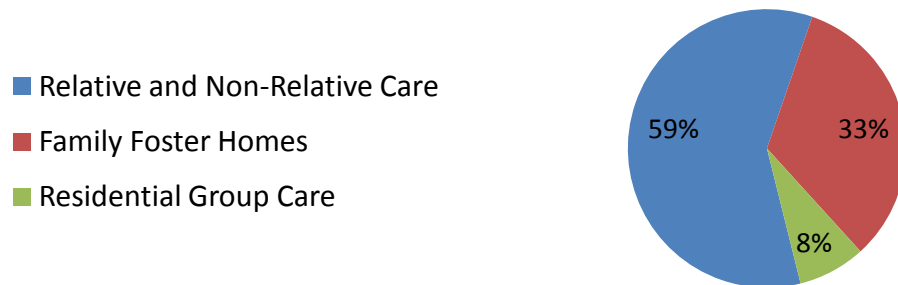 Relative and Non-Relative Care
Family Foster Homes
Residential Group Care
59%
33%
8%